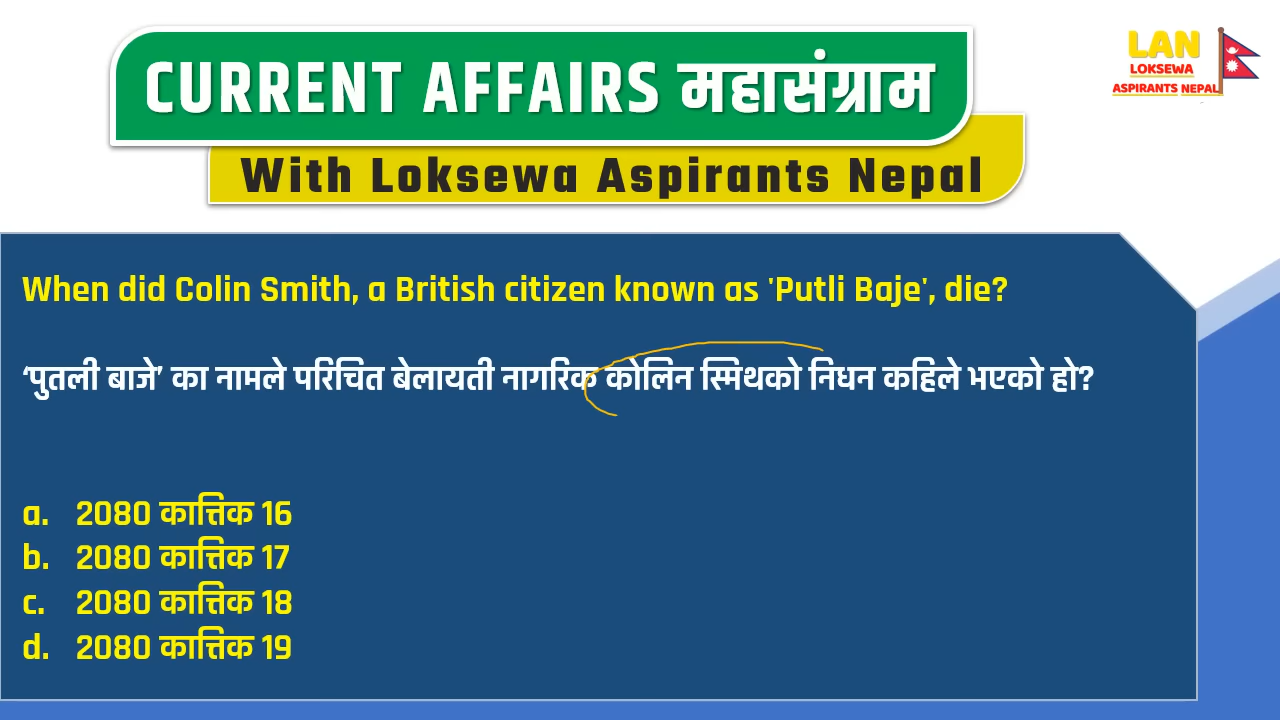 CURRENT AFFAIRS महासंग्राम
LAN
LOKSEWA
ASPIRANTS NEPAL
With Loksewa Aspirants Nepal
When did Colin Smith, a British citizen known as 'Putli Baje', die?
‘पुतली बाजे’ का नामले परिचित बेलायती नागरिक कोलिन स्मिथको निधन कहिले भएको हो?
a. 2080 कात्तिक 16
b. 2080 कात्तिक 17
c. 2080 कात्तिक 18
d. 2080 कात्तिक 19